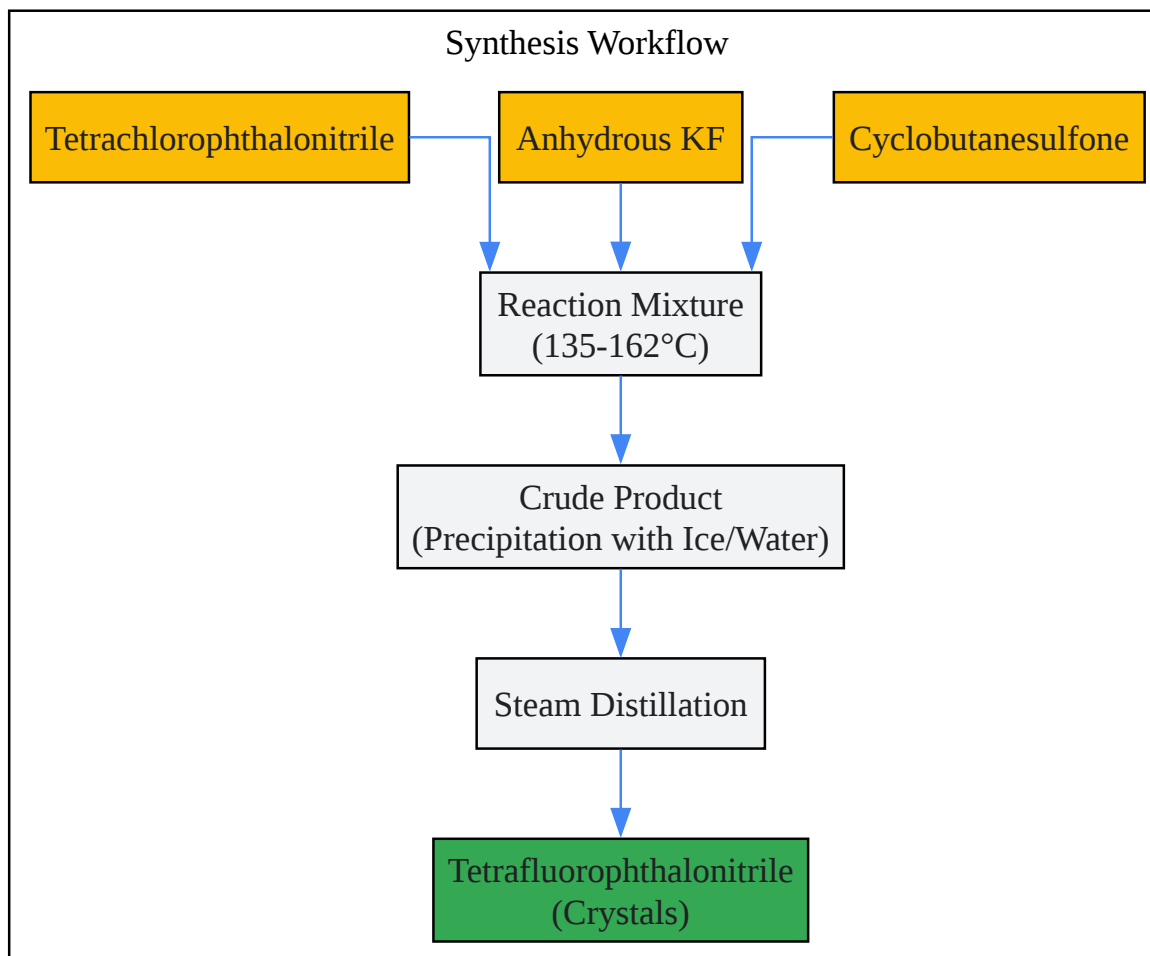 Synthesis Workflow
Tetrachlorophthalonitrile
Anhydrous KF
Cyclobutanesulfone
Reaction Mixture
(135-162°C)
Crude Product
(Precipitation with Ice/Water)
Steam Distillation
Tetrafluorophthalonitrile
(Crystals)